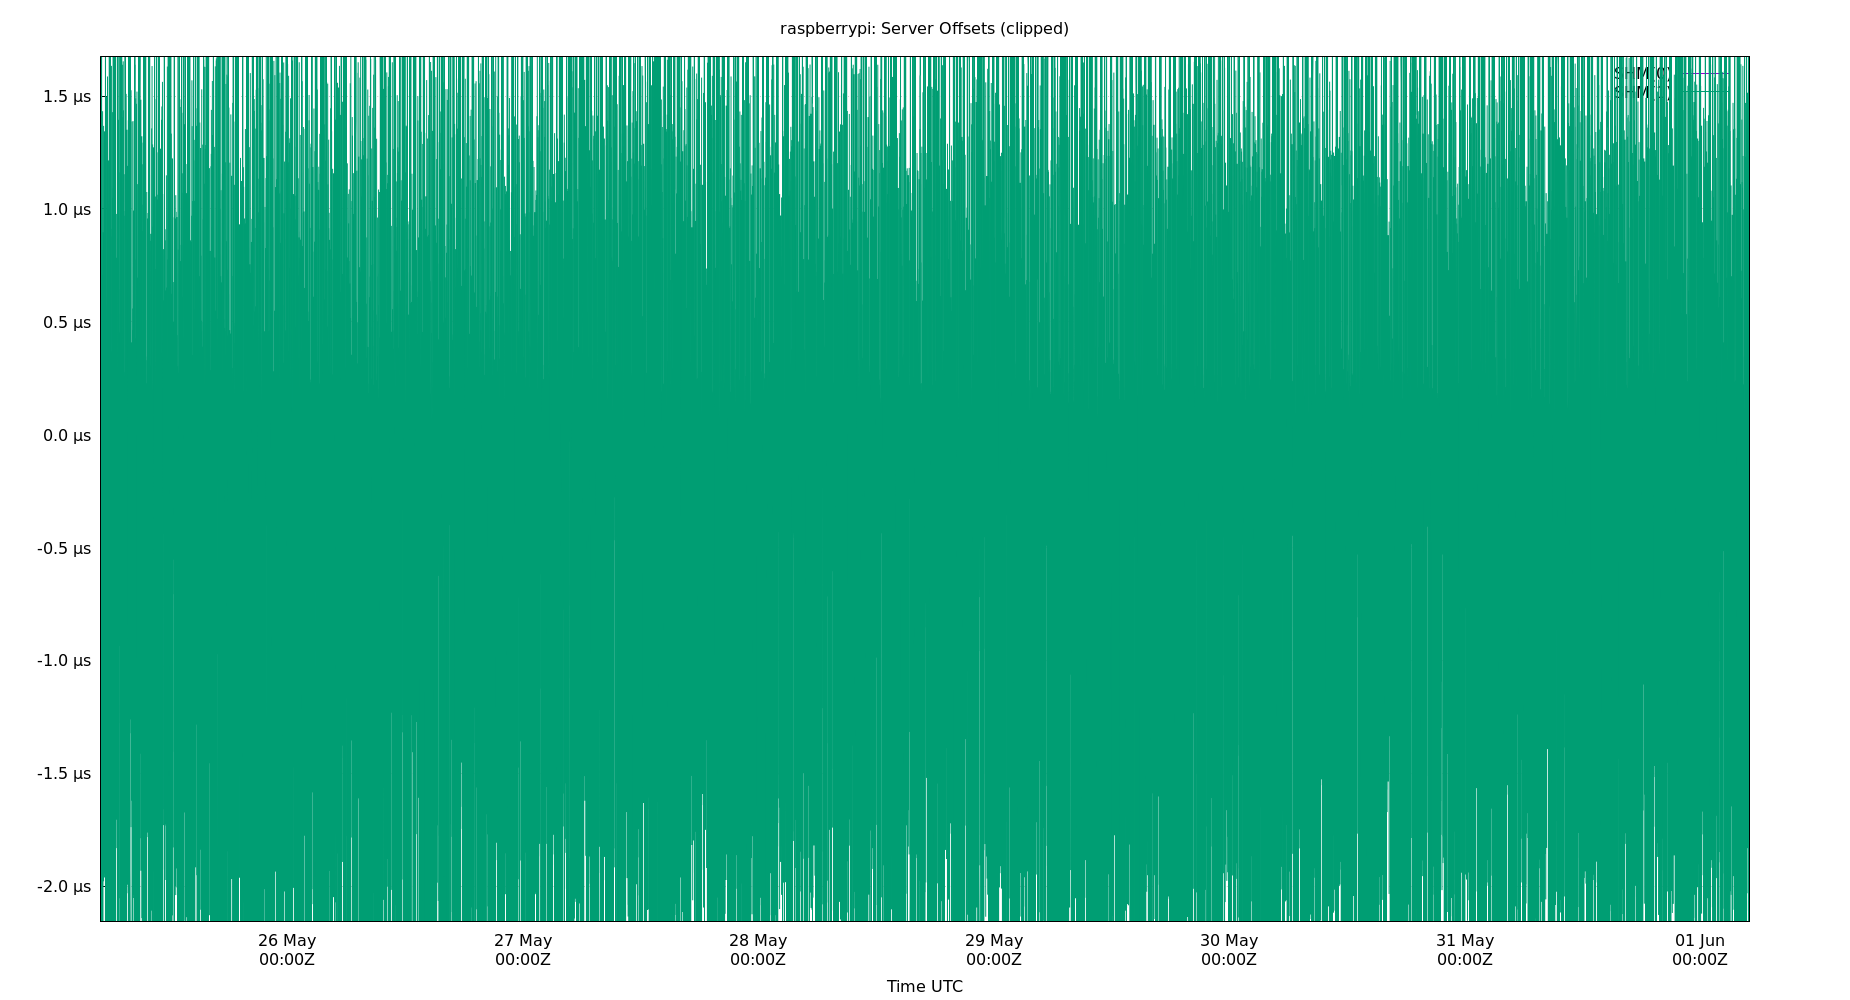 raspberrypi: Server Offsets (clipped)
SHM(0)
1.5 µs
1.0 µs
0.5 µs
0.0 µs
-0.5 µs
-1.0 µs
-1.5 µs
-2.0 µs
26 May 27 May 28 May 29 May 30 May 31 May 01 Jun
00:00Z 00:00Z 00:00Z 00:00Z 00:00Z 00:00Z 00:00Z
Time UTC